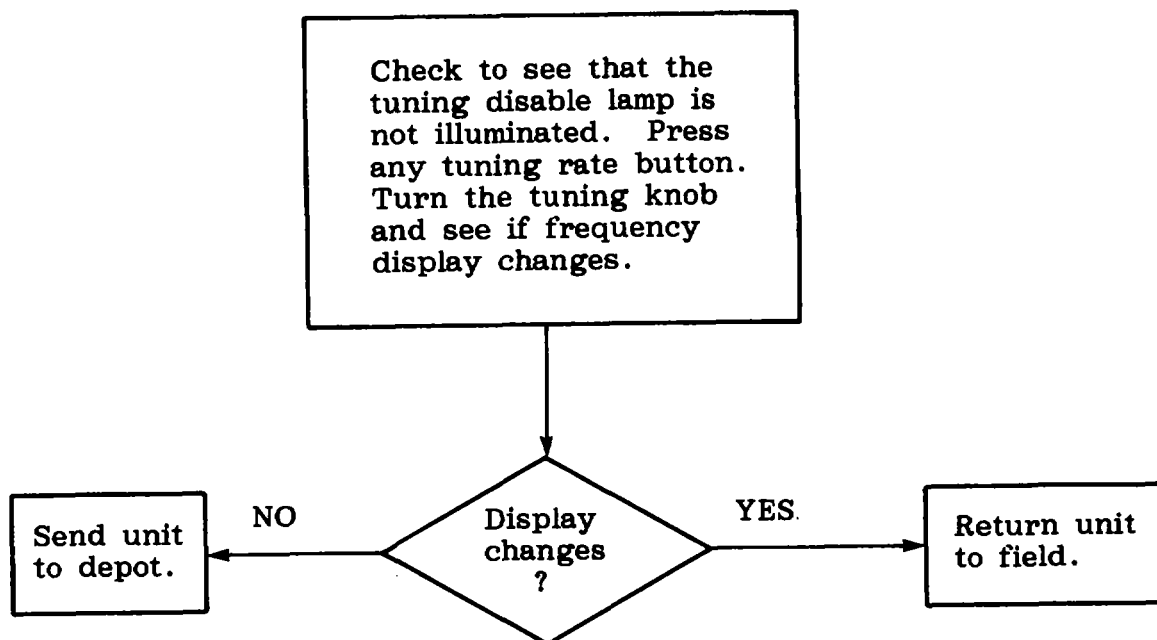 Check to see that the
tuning disable lamp is
not illuminated. Press
any tuning rate button.
Turn the tuning knob
and see if frequency
display changes.
Display
changes
?
NO
YES.
Send unit
to depot.
Return unit
to field.